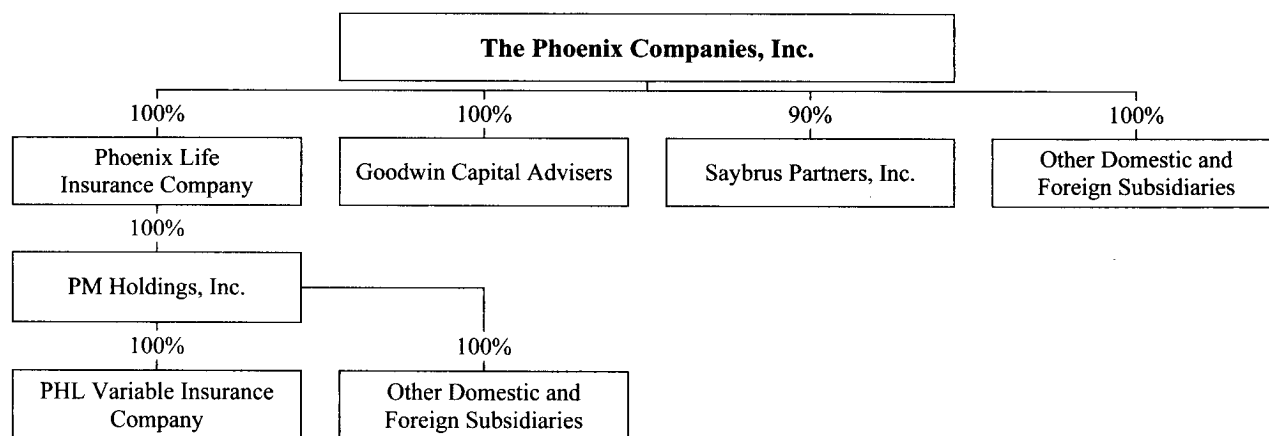 The Phoenix Companies, Inc.
100%
100%
90%
100%
Phoenix Life
Insurance Company
Goodwin Capital Advisers
Saybrus Partners, Inc.
Other Domestic and
Foreign Subsidiaries
100%
PM Holdings, Inc.
100%
100%
PHL Variable Insurance
Company
Other Domestic and
Foreign Subsidiaries